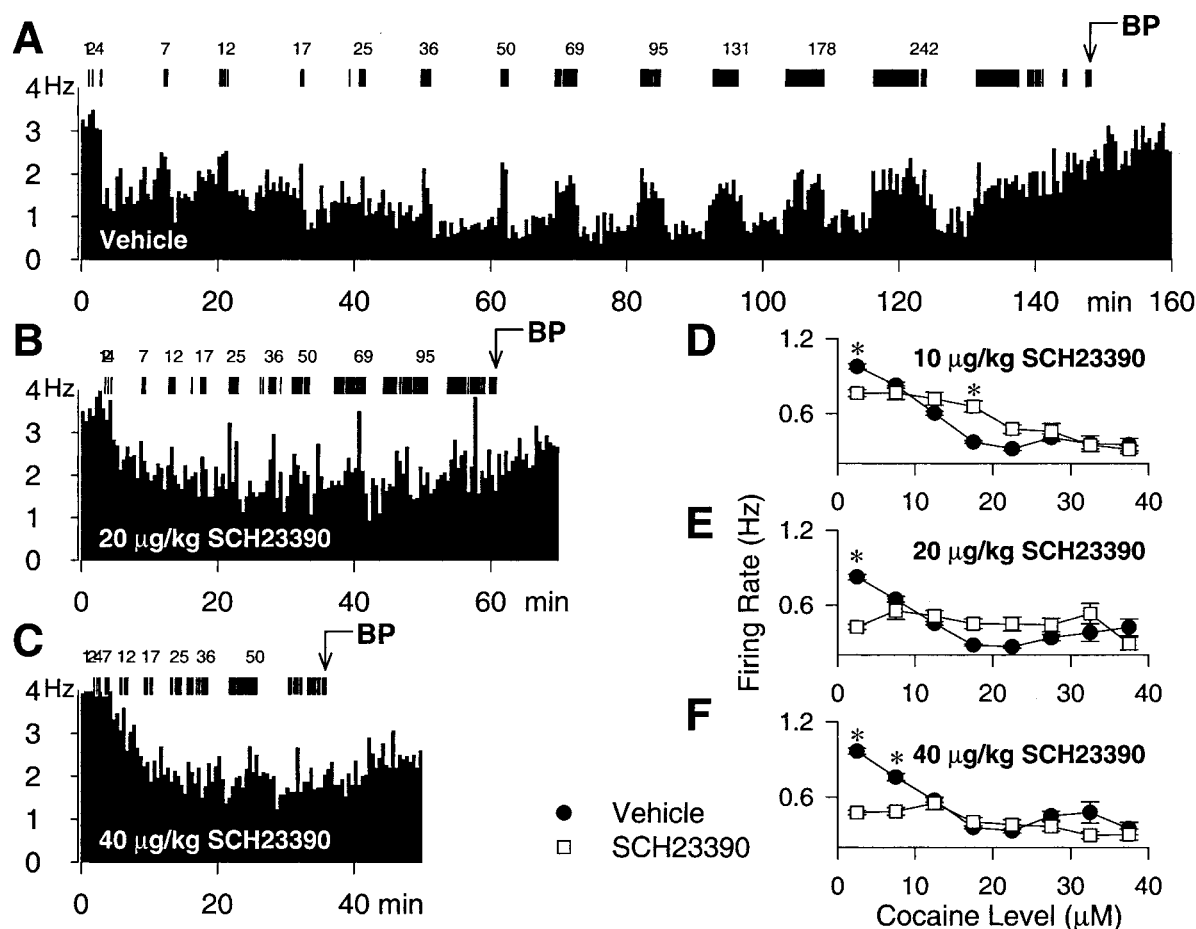 A
BP
1 2 4 7 12 17 25 36 50 69 95 131 178 242
4 Hz
3
2
1
0
Vehicle
0 20 40 60 80 100 120 140 min 160
B
BP
2 4 7 12 17 25 36 50 69 95
4 Hz
3
2
1
0
20 µg/kg SCH23390
0 20 40 60 min
C
BP
1 2 4 7 12 17 25 36 50
4 Hz
3
2
1
0
40 µg/kg SCH23390
0 20 40 min
Vehicle
SCH23390
D
1.2
10 µg/kg SCH23390
* *
0.6
0 10 20 30 40
E
1.2
20 µg/kg SCH23390
*
0.6
0 10 20 30 40
Firing Rate (Hz)
F
1.2
40 µg/kg SCH23390
* *
0.6
0 10 20 30 40
Cocaine Level (µM)